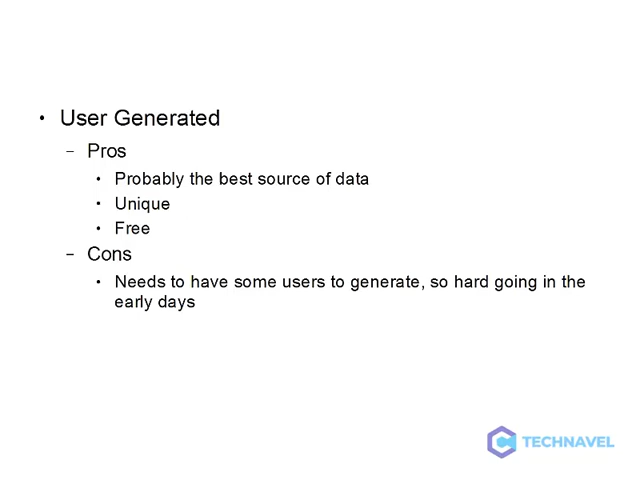 • User Generated
– Pros
• Probably the best source of data
• Unique
• Free
– Cons
• Needs to have some users to generate, so hard going in the
early days
TECHNAVEL